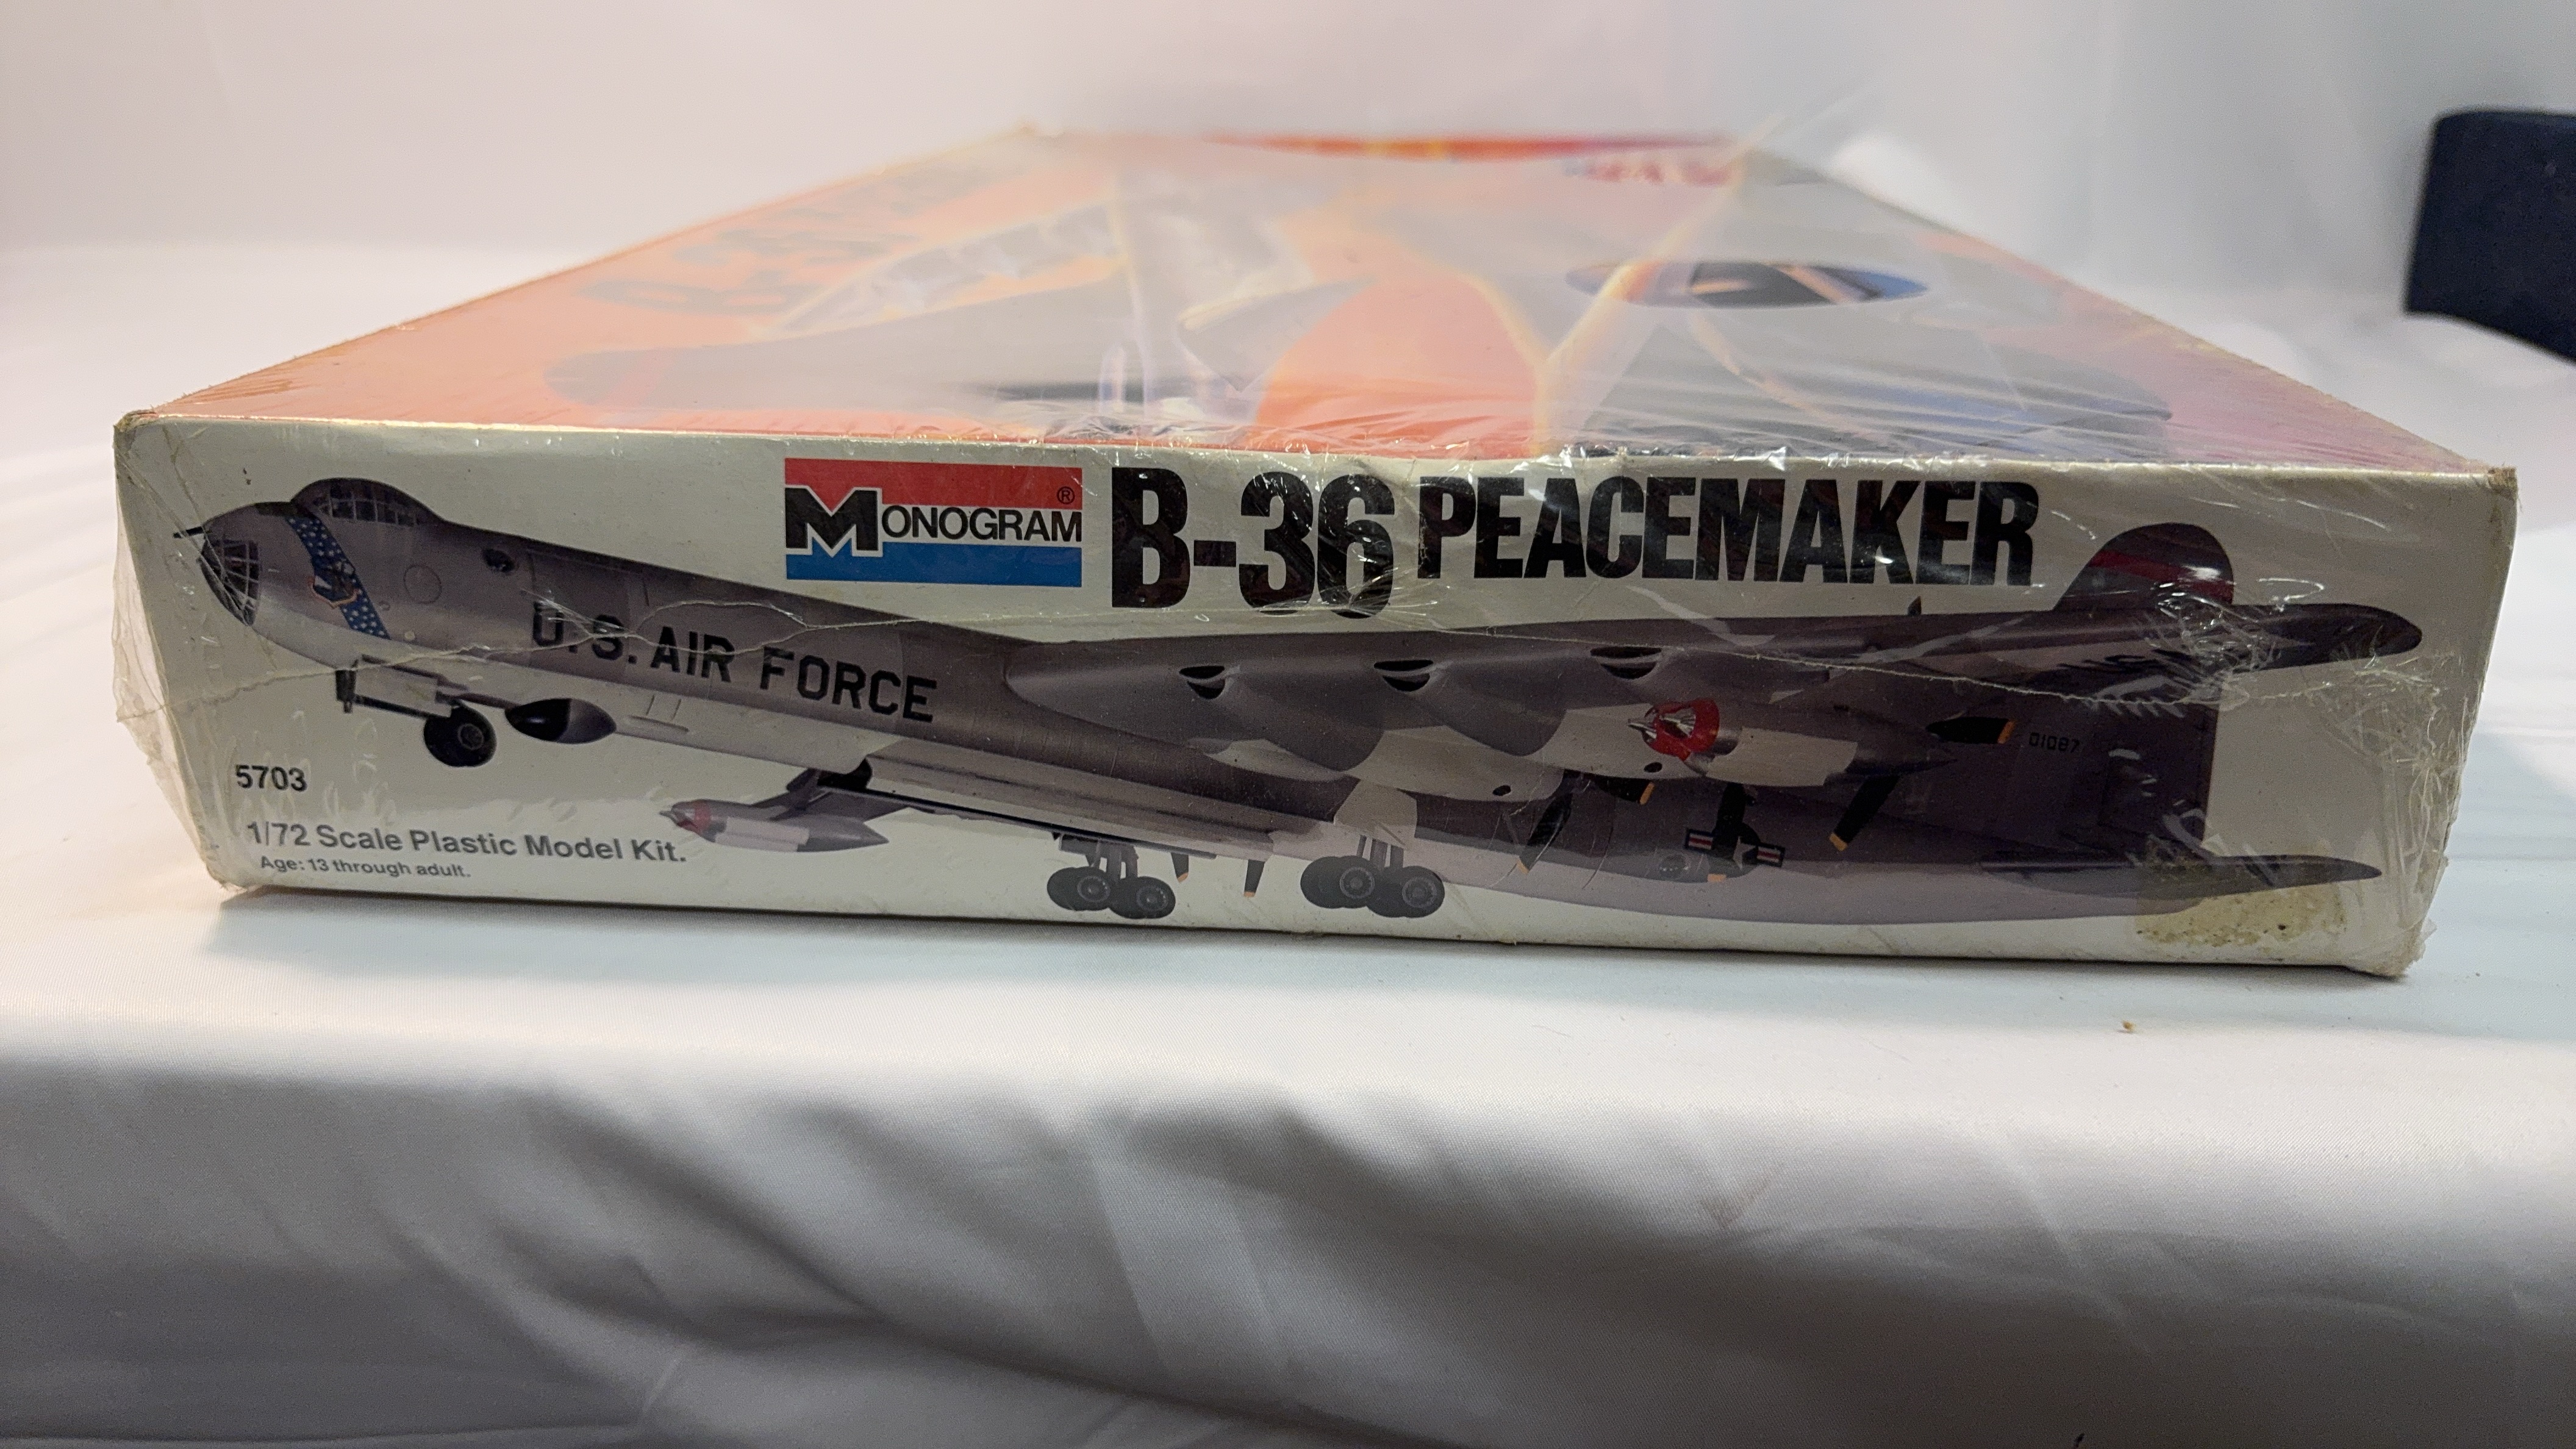 MONOGRAM®
B-36 PEACEMAKER
U.S. AIR FORCE
01087
5703
1/72 Scale Plastic Model Kit.
Age: 13 through adult.